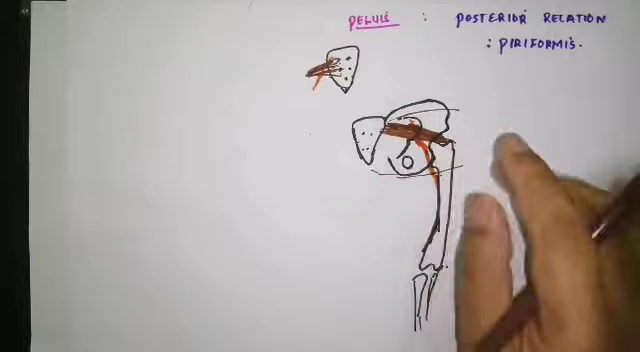 PELVIS : POSTERIOR RELATION
: PIRIFORMIS.